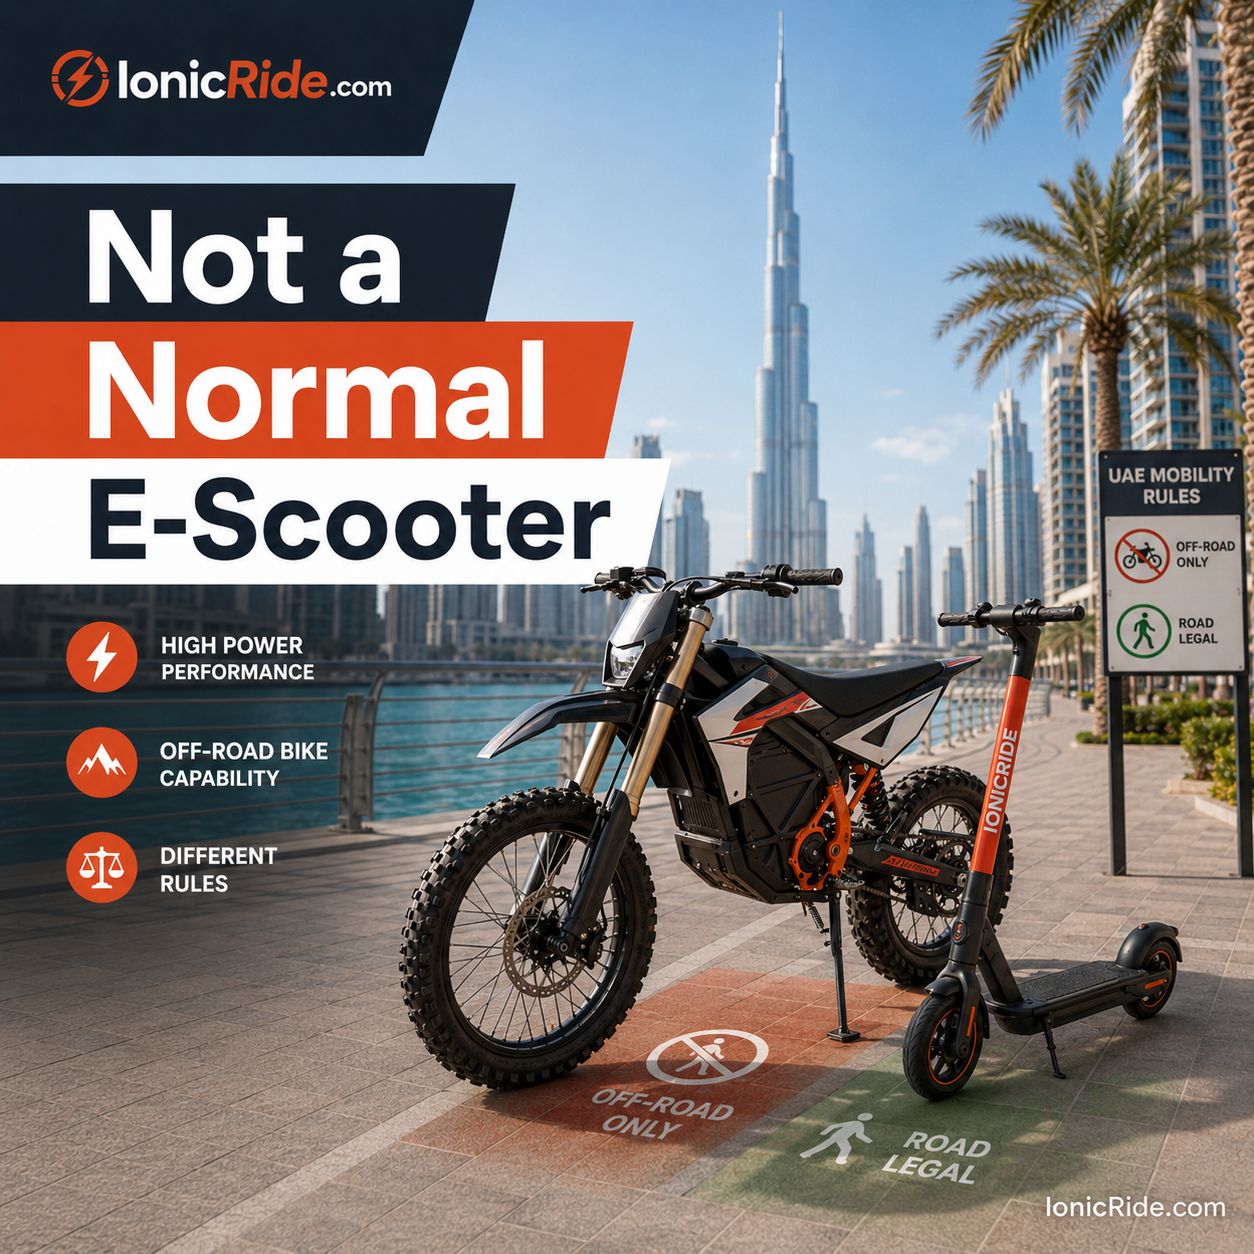 IonicRide.com
Not a
Normal
E-Scooter
HIGH POWER
PERFORMANCE
OFF-ROAD BIKE
CAPABILITY
DIFFERENT
RULES
UAE MOBILITY
RULES
OFF-ROAD
ONLY
ROAD
LEGAL
IONICRIDE
OFF-ROAD
ONLY
ROAD
LEGAL
IonicRide.com